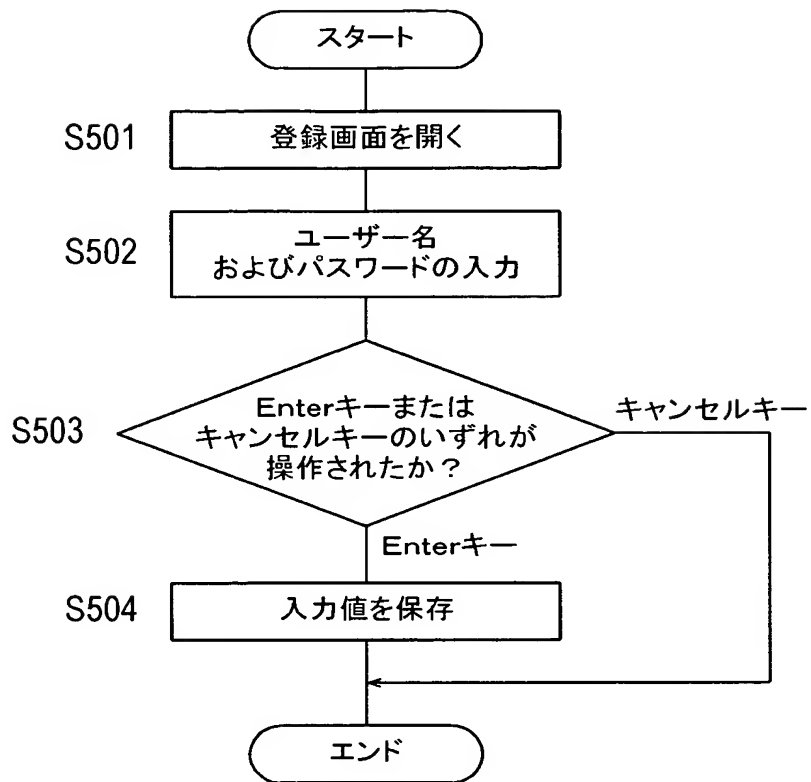 スタート
S501
登録画面を開く
S502
ユーザー名
およびパスワードの入力
S503
Enterキーまたは
キャンセルキーのいずれが
操作されたか？
キャンセルキー
Enterキー
S504
入力値を保存
エンド